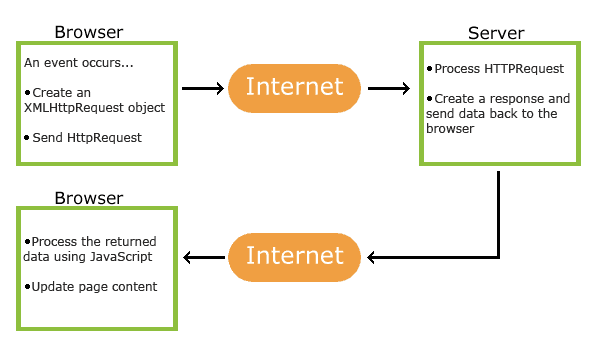 Browser
An event occurs...
•Create an
XMLHttpRequest object
• Send HttpRequest
Internet
Server
•Process HTTPRequest
•Create a response and
send data back to the
browser
Browser
•Process the returned
data using JavaScript
•Update page content
Internet